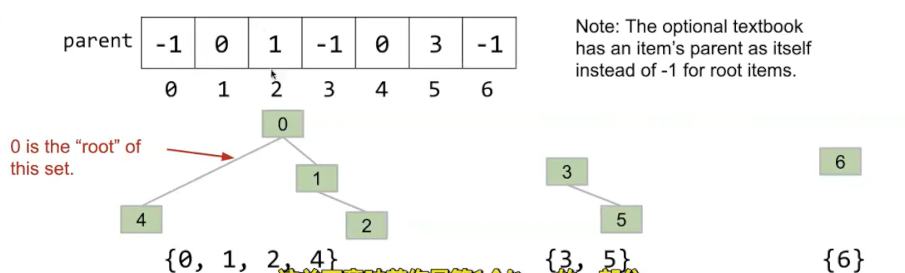 parent -1 0 1 -1 0 3 -1
0 1 2 3 4 5 6
Note: The optional textbook
has an item's parent as itself
instead of -1 for root items.
0 is the "root" of
this set.
0
1
4
2
3
5
6
{0, 1, 2, 4}
{3, 5}
{6}